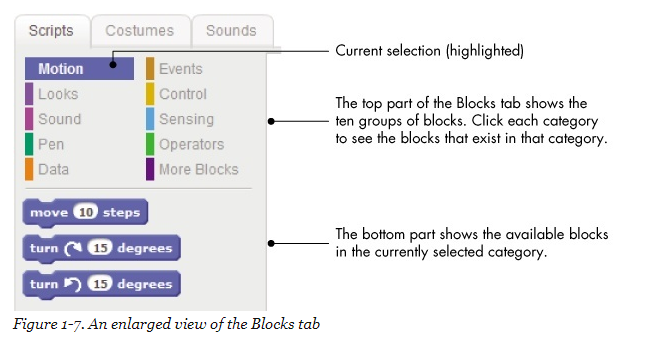 Scripts Costumes Sounds
Current selection (highlighted)
Motion Events
Looks Control
Sound Sensing
Pen Operators
Data More Blocks
The top part of the Blocks tab shows the
ten groups of blocks. Click each category
to see the blocks that exist in that category.
move 10 steps
turn 15 degrees
turn 15 degrees
The bottom part shows the available blocks
in the currently selected category.
Figure 1-7. An enlarged view of the Blocks tab